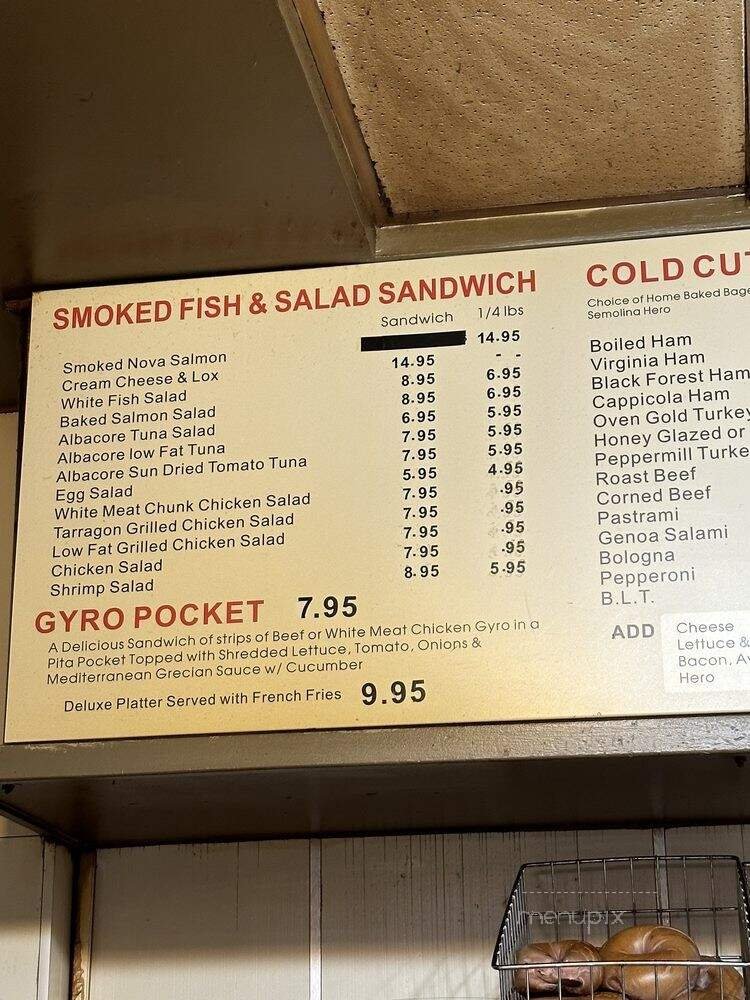 SMOKED FISH & SALAD SANDWICH
Sandwich 1/4 lbs
Smoked Nova Salmon 14.95
Cream Cheese & Lox 14.95 - -
White Fish Salad 8.95 6.95
Baked Salmon Salad 8.95 6.95
Albacore Tuna Salad 6.95 5.95
Albacore low Fat Tuna 7.95 5.95
Albacore Sun Dried Tomato Tuna 7.95 5.95
Egg Salad 5.95 4.95
White Meat Chunk Chicken Salad 7.95 .95
Tarragon Grilled Chicken Salad 7.95 .95
Low Fat Grilled Chicken Salad 7.95 .95
Chicken Salad 7.95 .95
Shrimp Salad 8.95 5.95
GYRO POCKET 7.95
A Delicious Sandwich of strips of Beef or White Meat Chicken Gyro in a
Pita Pocket Topped with Shredded Lettuce, Tomato, Onions &
Mediterranean Grecian Sauce w/ Cucumber
Deluxe Platter Served with French Fries 9.95
COLD CUT
Choice of Home Baked Bage
Semolina Hero
Boiled Ham
Virginia Ham
Black Forest Ham
Cappicola Ham
Oven Gold Turkey
Honey Glazed or
Peppermill Turke
Roast Beef
Corned Beef
Pastrami
Genoa Salami
Bologna
Pepperoni
B.L.T.
ADD Cheese
Lettuce &
Bacon, Av
Hero
menupix